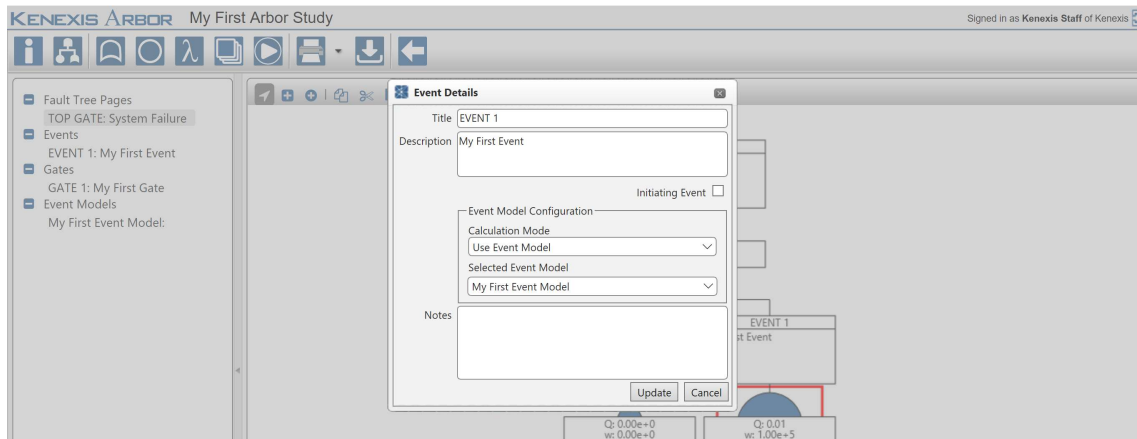 KENEXIS ARBOR My First Arbor Study
Signed in as Kenexis Staff of Kenexis
Fault Tree Pages
TOP GATE: System Failure
Events
EVENT 1: My First Event
Gates
GATE 1: My First Gate
Event Models
My First Event Model:
Event Details
Title EVENT 1
Description My First Event
Initiating Event
Event Model Configuration
Calculation Mode
Use Event Model
Selected Event Model
My First Event Model
Notes
Update Cancel
EVENT 1
st Event
Q: 0.00e+0
w: 0.00e+0
Q: 0.01
w: 1.00e+5